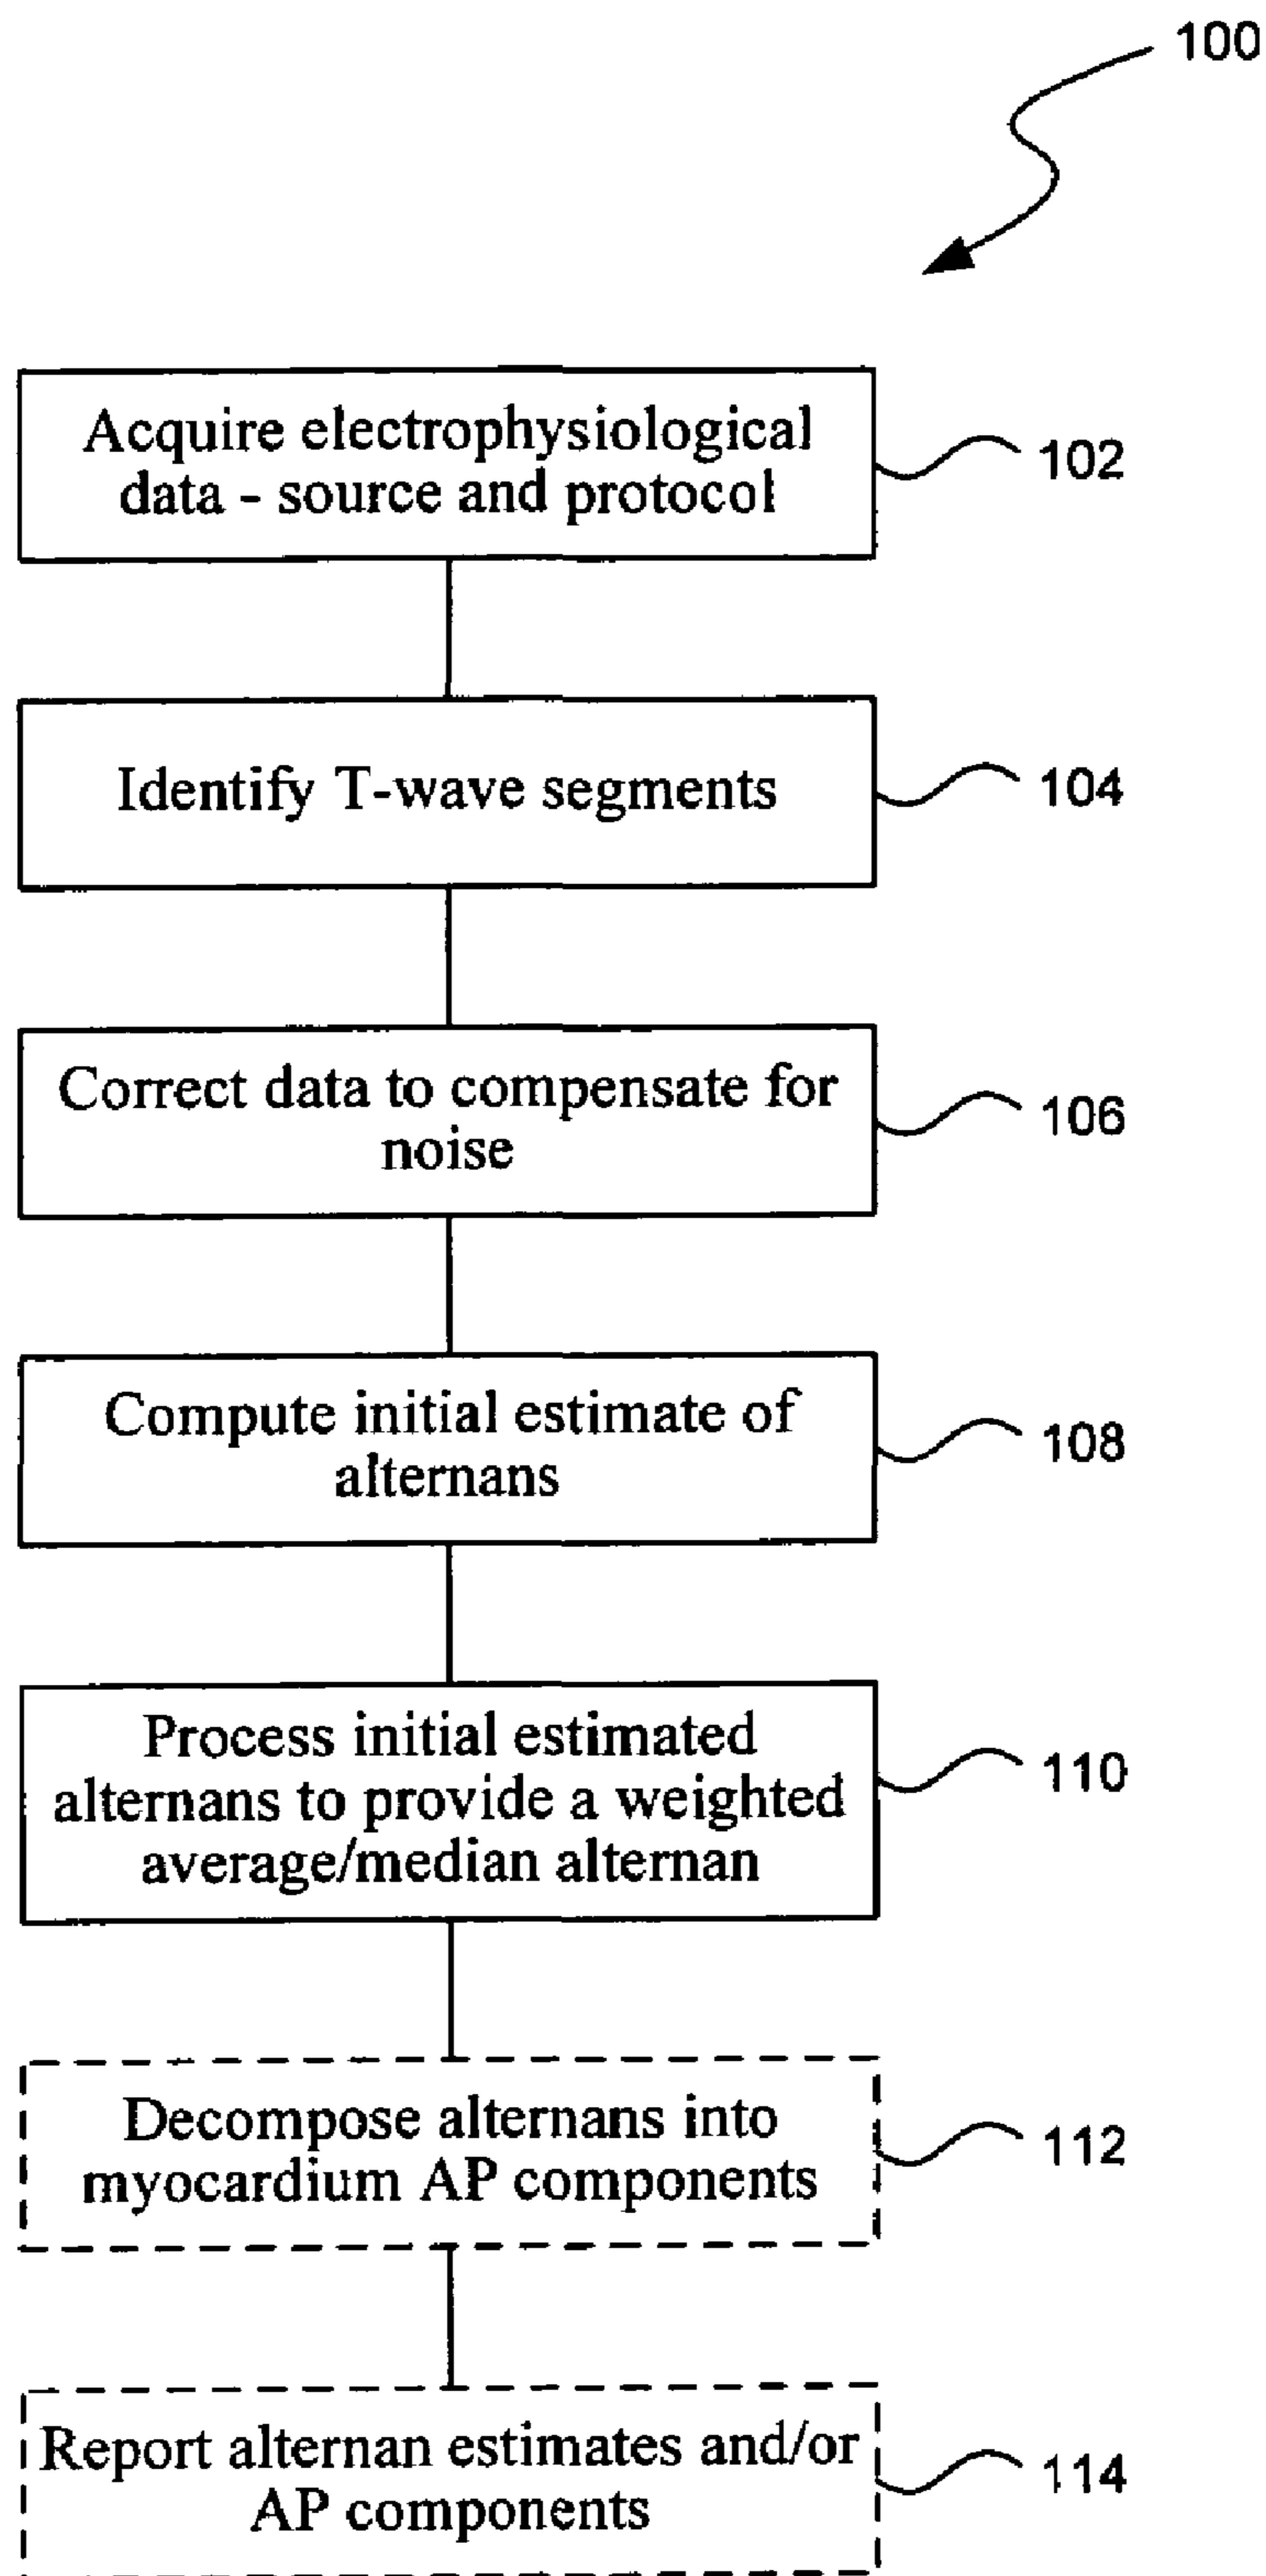 100
Acquire electrophysiological
data - source and protocol
102
Identify T-wave segments
104
Correct data to compensate for
noise
106
Compute initial estimate of
alternans
108
Process initial estimated
alternans to provide a weighted
average/median alternan
110
Decompose alternans into
myocardium AP components
112
Report alternan estimates and/or
AP components
114